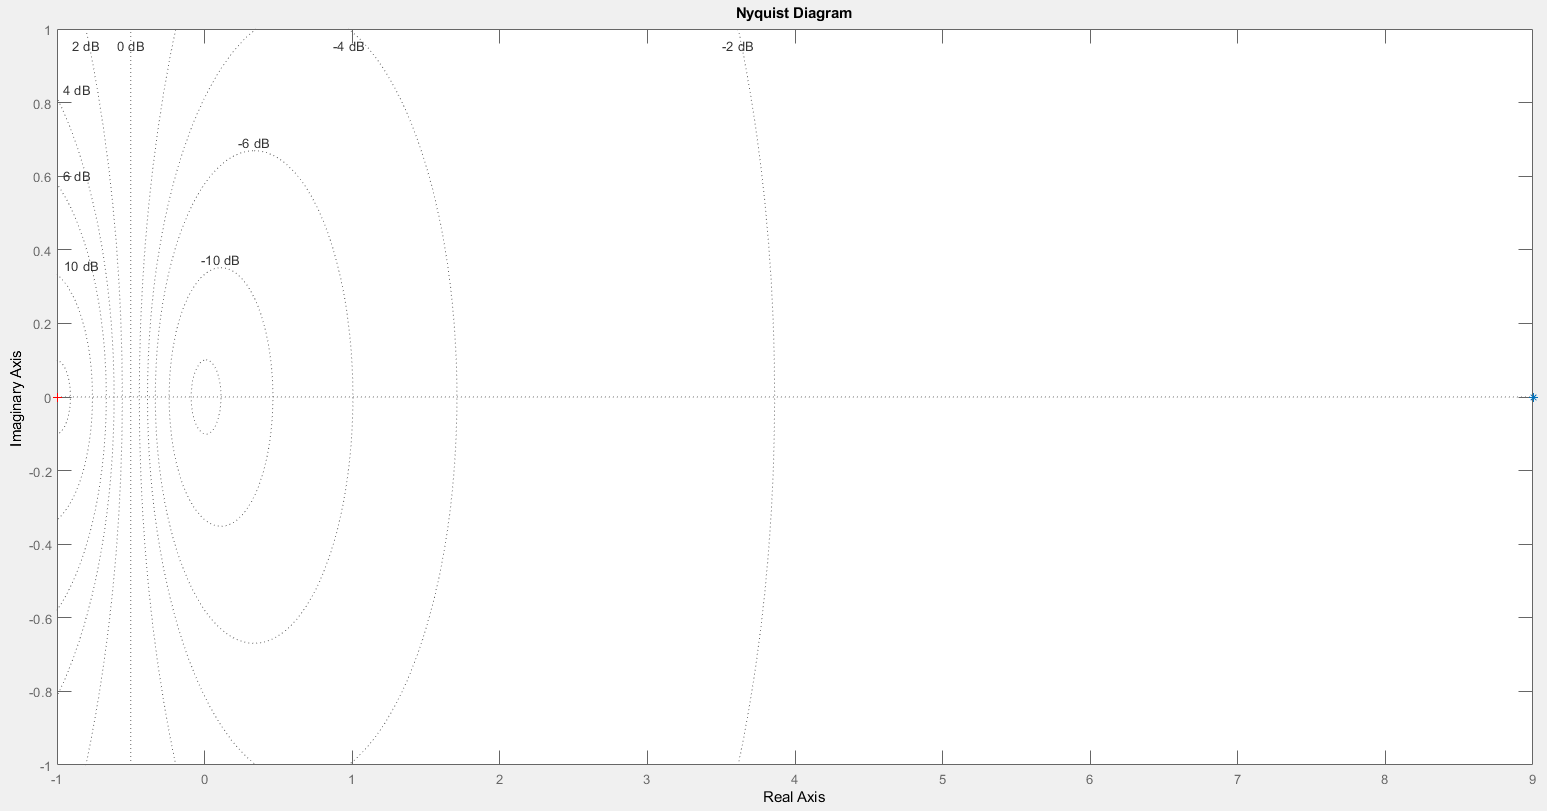 Nyquist Diagram
1
2 dB 0 dB -4 dB -2 dB
4 dB
0.8
-6 dB
0.6
6 dB
0.4
-10 dB
10 dB
0.2
Imaginary Axis
0
-0.2
-0.4
-0.6
-0.8
-1
-1 0 1 2 3 4 5 6 7 8 9
Real Axis